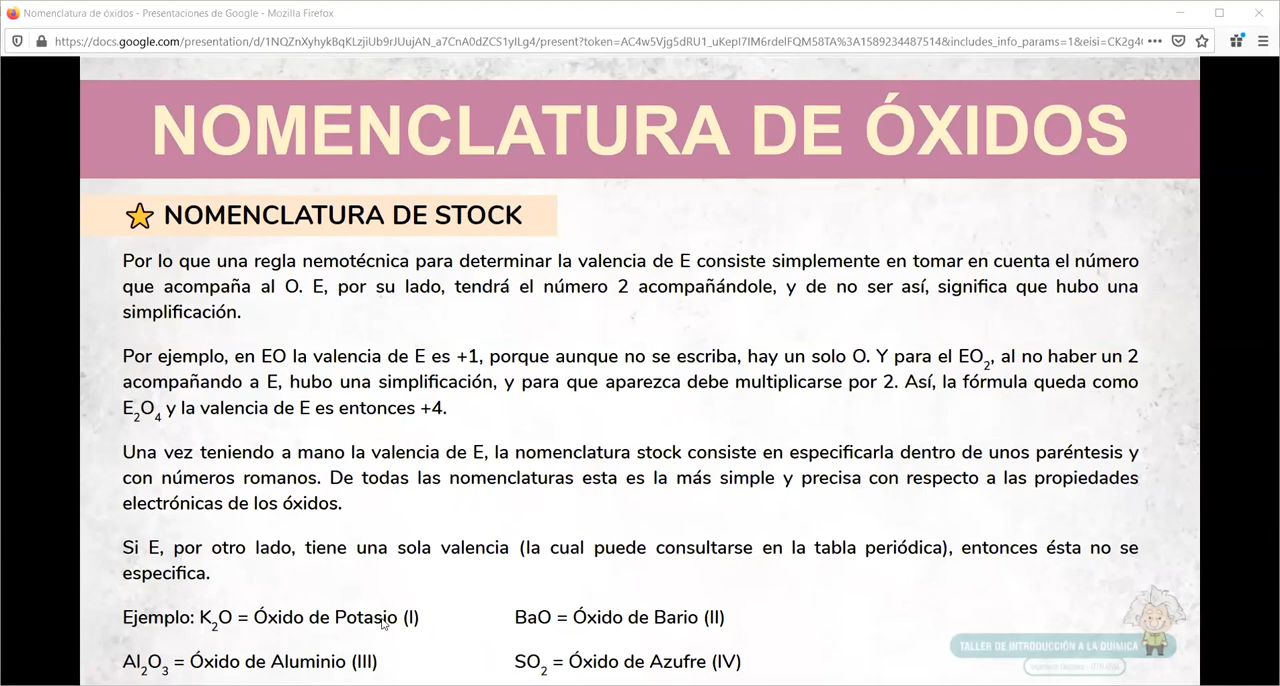 Nomenclatura de óxidos - Presentaciones de Google - Mozilla Firefox
https://docs.google.com/presentation/d/1NQZnXyhykBqKLzjiUb9rJUujAN_a7CnA0dZCS1yILg4/present?token=AC4w5Vjg5dRU1_uKepI7IM6rdelFQM58TA%3A1589234487514&includes_info_params=1&eisi=CK2g4
NOMENCLATURA DE ÓXIDOS
NOMENCLATURA DE STOCK
Por lo que una regla nemotécnica para determinar la valencia de E consiste simplemente en tomar en cuenta el número
que acompaña al O. E, por su lado, tendrá el número 2 acompañándole, y de no ser así, significa que hubo una
simplificación.
Por ejemplo, en EO la valencia de E es +1, porque aunque no se escriba, hay un solo O. Y para el EO₂, al no haber un 2
acompañando a E, hubo una simplificación, y para que aparezca debe multiplicarse por 2. Así, la fórmula queda como
E₂O₄ y la valencia de E es entonces +4.
Una vez teniendo a mano la valencia de E, la nomenclatura stock consiste en especificarla dentro de unos paréntesis y
con números romanos. De todas las nomenclaturas esta es la más simple y precisa con respecto a las propiedades
electrónicas de los óxidos.
Si E, por otro lado, tiene una sola valencia (la cual puede consultarse en la tabla periódica), entonces ésta no se
especifica.
Ejemplo: K₂O = Óxido de Potasio (I) BaO = Óxido de Bario (II)
Al₂O₃ = Óxido de Aluminio (III) SO₂ = Óxido de Azufre (IV)
TALLER DE INTRODUCCIÓN A LA QUIMICA